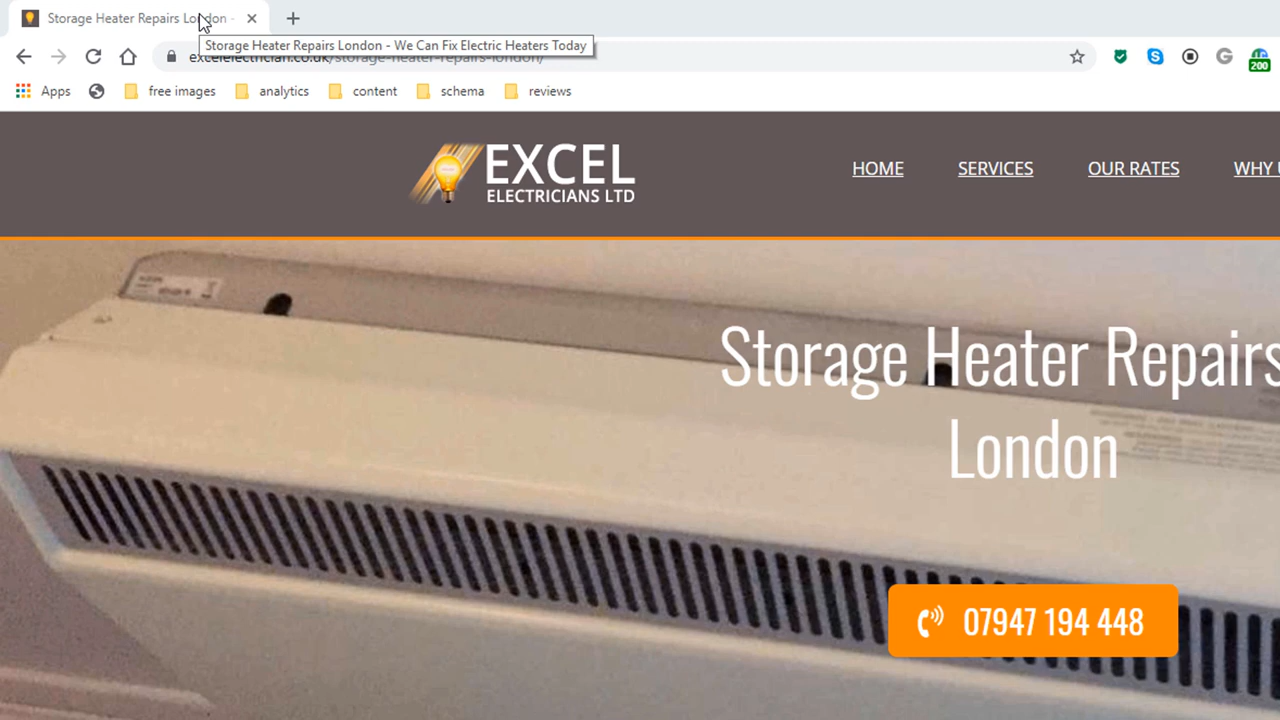 Storage Heater Repairs London -
Storage Heater Repairs London - We Can Fix Electric Heaters Today
excelelectrician.co.uk/storage-heater-repairs-london/
G
200
Apps
free images
analytics
content
schema
reviews
EXCEL
ELECTRICIANS LTD
HOME
SERVICES
OUR RATES
WHY
Storage Heater Repairs
London
07947 194 448